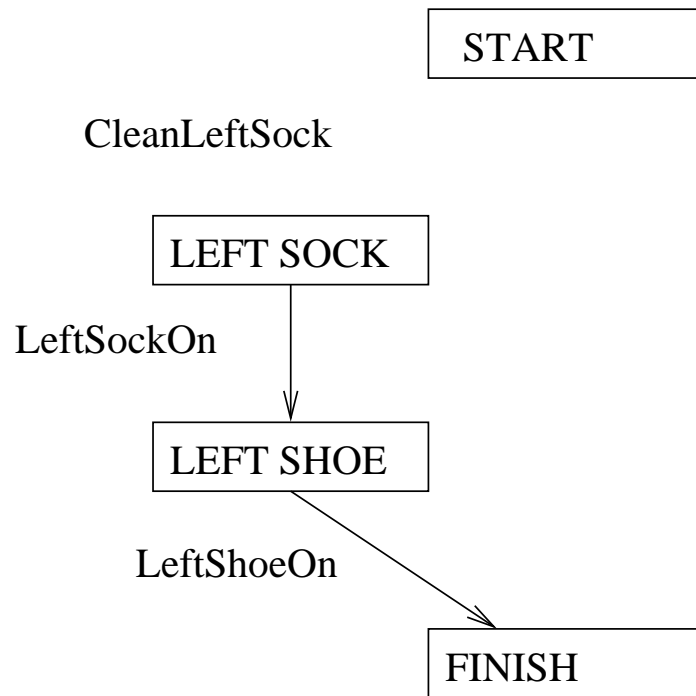 START
CleanLeftSock
LEFT SOCK
LeftSockOn
LEFT SHOE
LeftShoeOn
FINISH